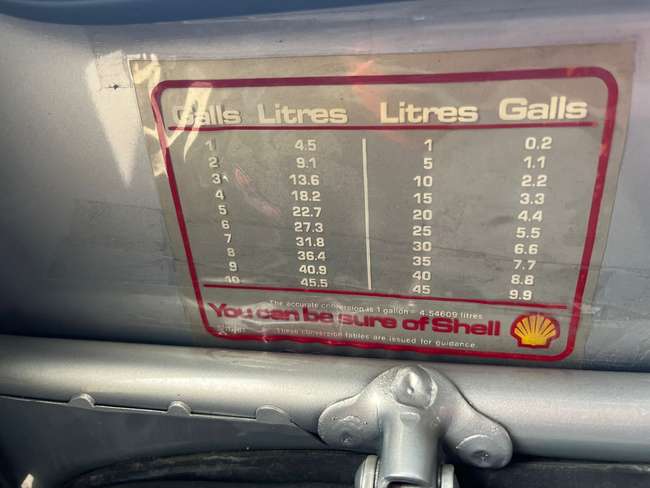 Galls Litres Litres Galls
1 4.5 1 0.2
2 9.1 5 1.1
3 13.6 10 2.2
4 18.2 15 3.3
5 22.7 20 4.4
6 27.3 25 5.5
7 31.8 30 6.6
8 36.4 35 7.7
9 40.9 40 8.8
10 45.5 45 9.9
The accurate conversion is 1 gallon = 4.54609 litres
You can be sure of Shell
These conversion tables are issued for guidance.